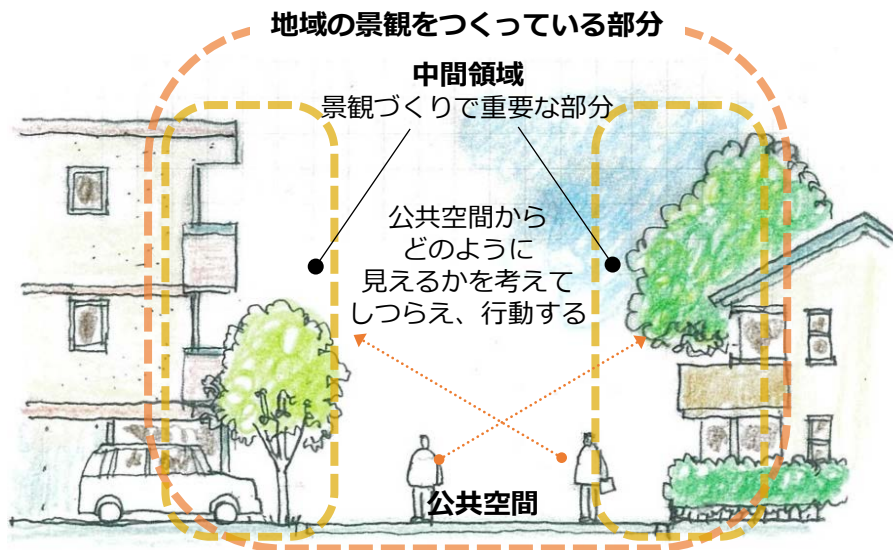 地域の景観をつくっている部分
中間領域
景観づくりで重要な部分
公共空間から
どのように
見えるかを考えて
しつらえ、行動する
公共空間